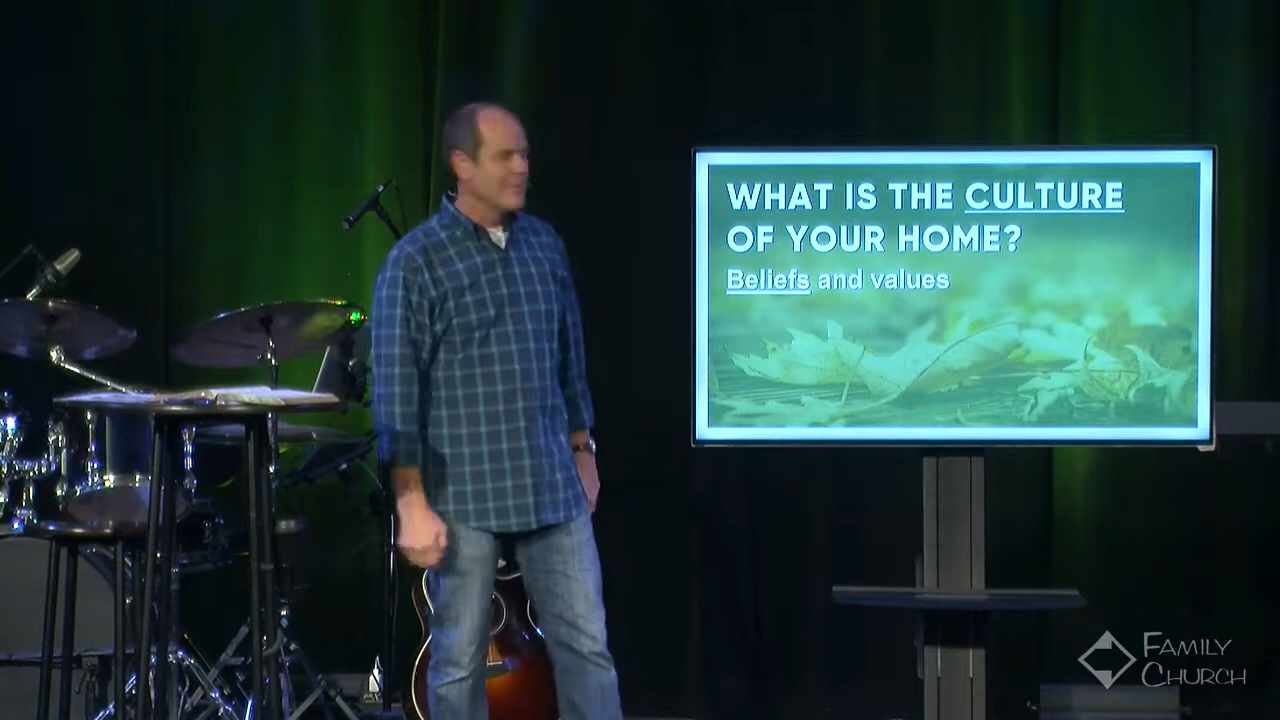 WHAT IS THE CULTURE
OF YOUR HOME?
Beliefs and values
FAMILY
CHURCH